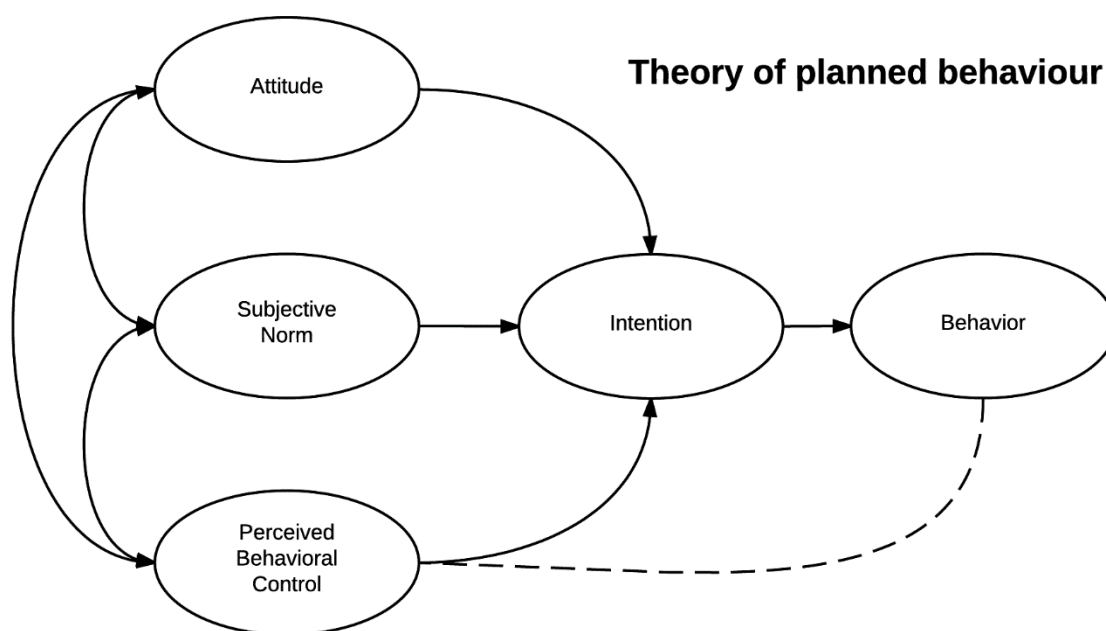 Theory of planned behaviour
Attitude
Subjective
Norm
Intention
Behavior
Perceived
Behavioral
Control